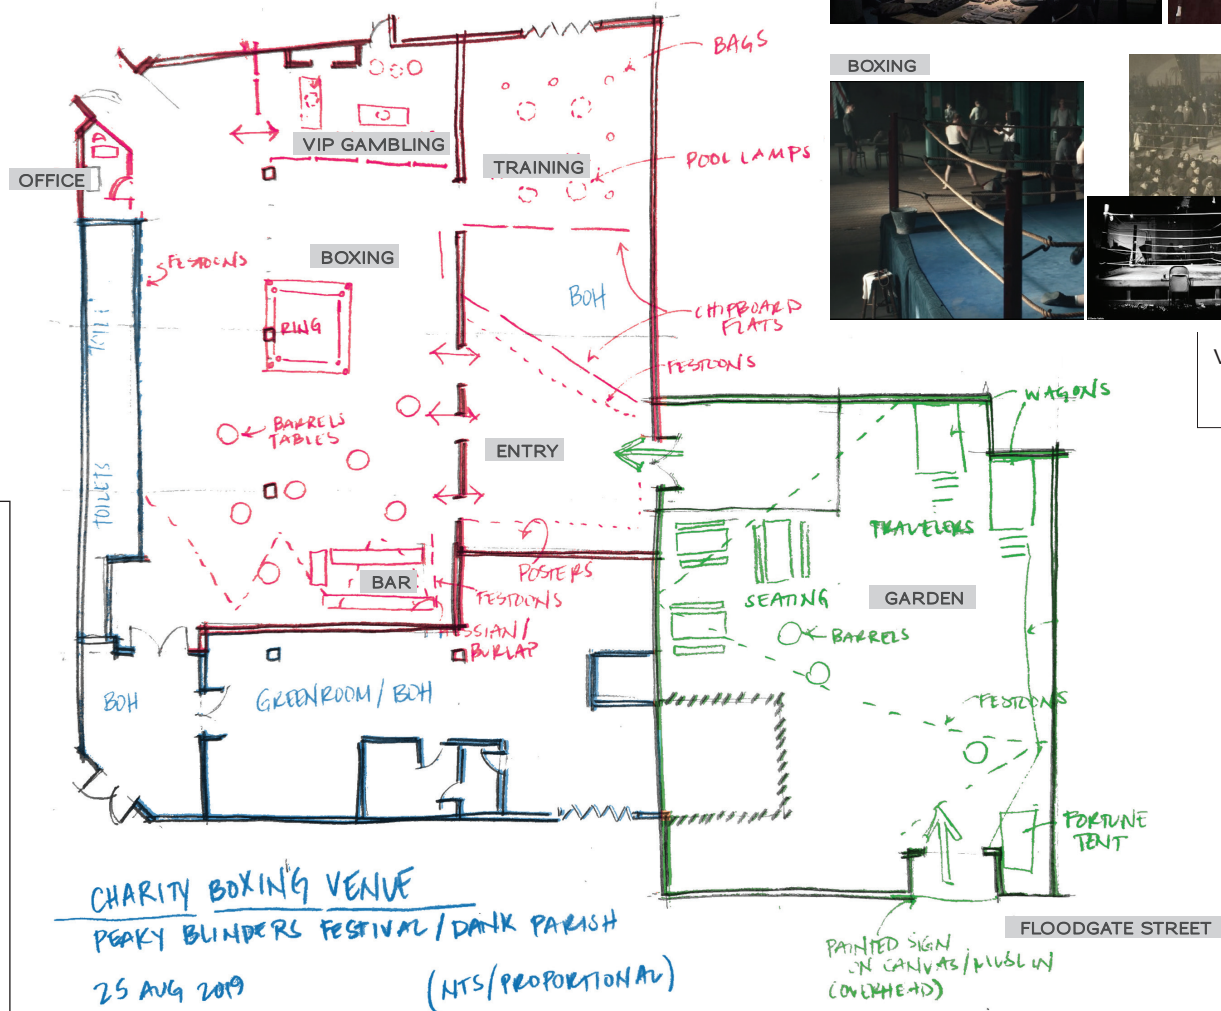 BOXING
BAGS
VIP GAMBLING
POOL LAMPS
TRAINING
OFFICE
FESTOONS
BOXING
BOH
CHIPBOARD
FLATS
RING
TOILETS
FESTOONS
WAGONS
BARRELS
TABLES
ENTRY
TRAVELERS
POSTERS
BAR
FESTOONS
SEATING
GARDEN
BARRELS
HESSIAN/
BURLAP
BOH
GREENROOM/BOH
FESTOONS
FORTUNE
TENT
CHARITY BOXING VENUE
PEAKY BLINDERS FESTIVAL/DANK PARISH
25 AUG 2019
(NTS/PROPORTIONAL)
FLOODGATE STREET
PAINTED SIGN
ON CANVAS/MUSLIN
(OVERHEAD)